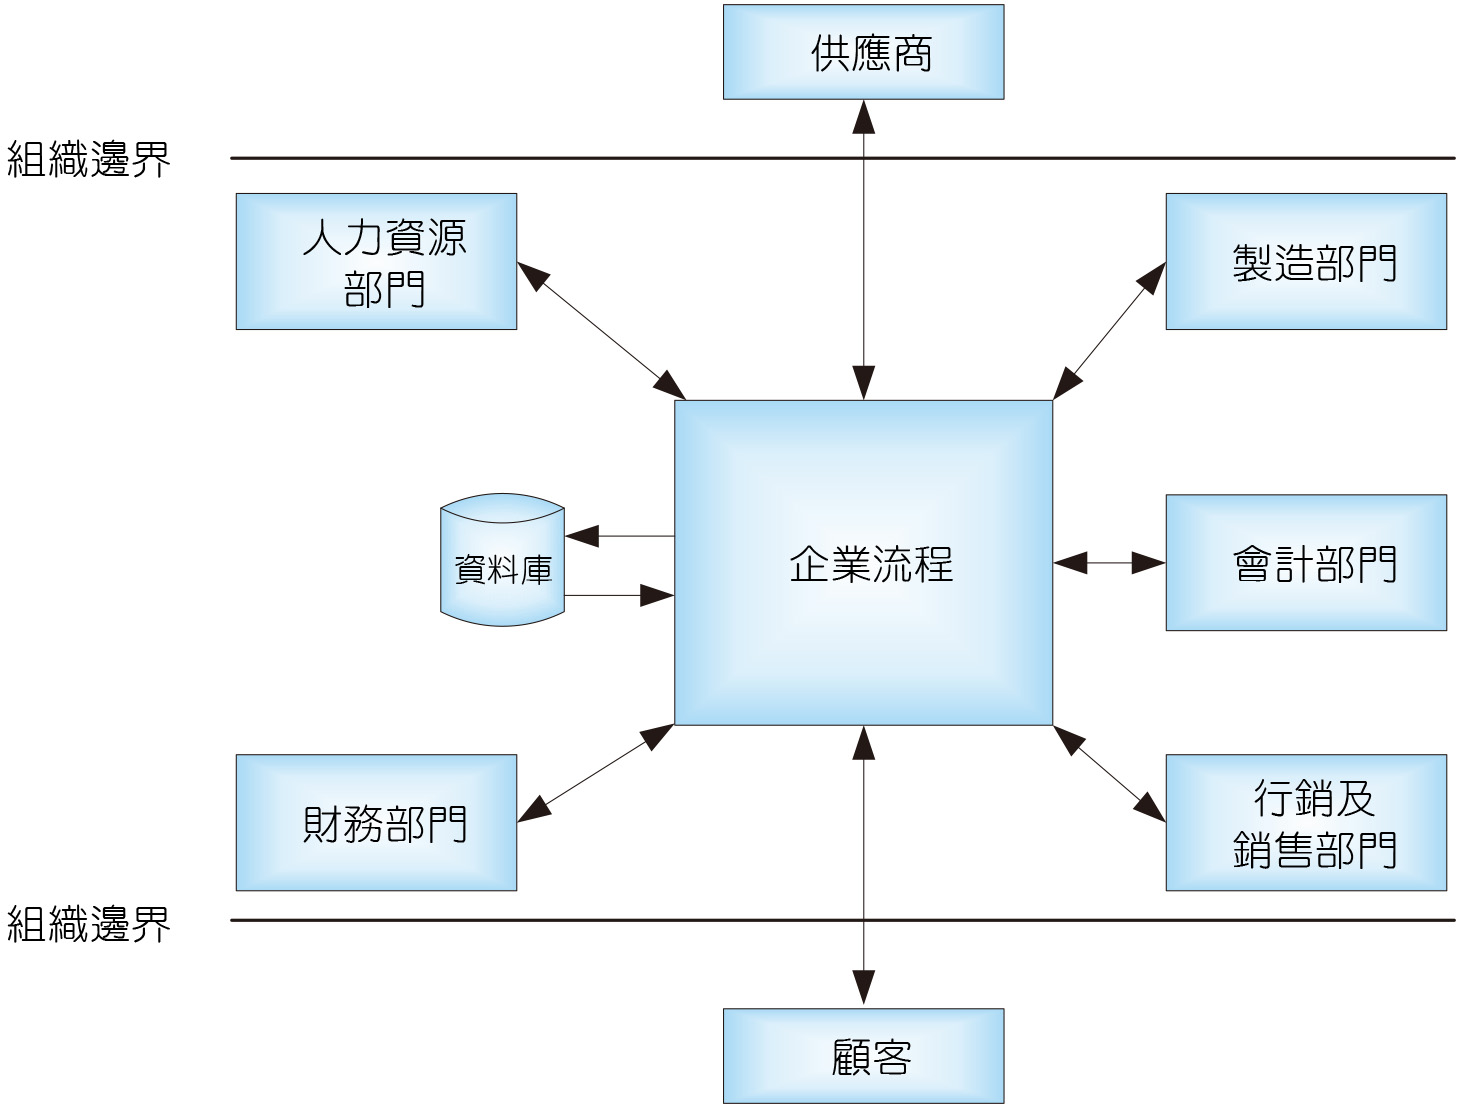 供應商
組織邊界
人力資源
部門
製造部門
資料庫
企業流程
會計部門
財務部門
行銷及
銷售部門
組織邊界
顧客